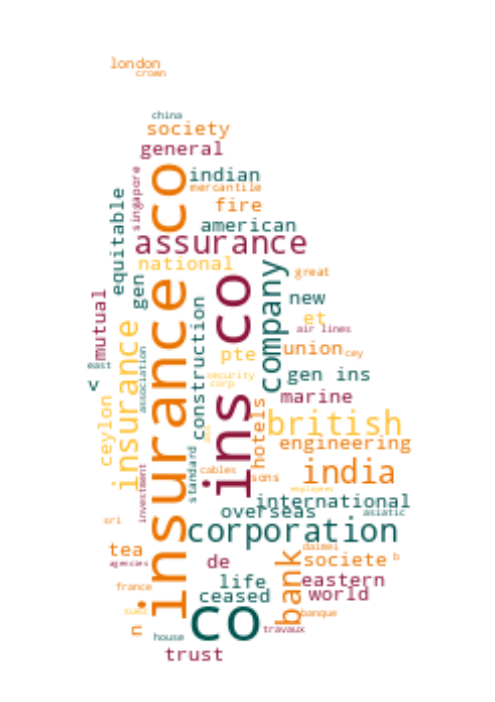 london
crown
china
society
general
singapore
insurance co
indian
mercantile
fire
american
equitable
assurance
national
gen
ins co
company
great
new
et
air lines
mutual
insurance
association
construction
pte
union
cey
east
v
security
corp
gen ins
marine
ceylon
hotels
british
engineering
standard
cables
sons
india
investment
employees
international
overseas
asiatic
sri
corporation
tea
agencies
de
bank
daimei
societe
b
life
eastern
france
ceased
world
co
banque
n
house
travaux
trust